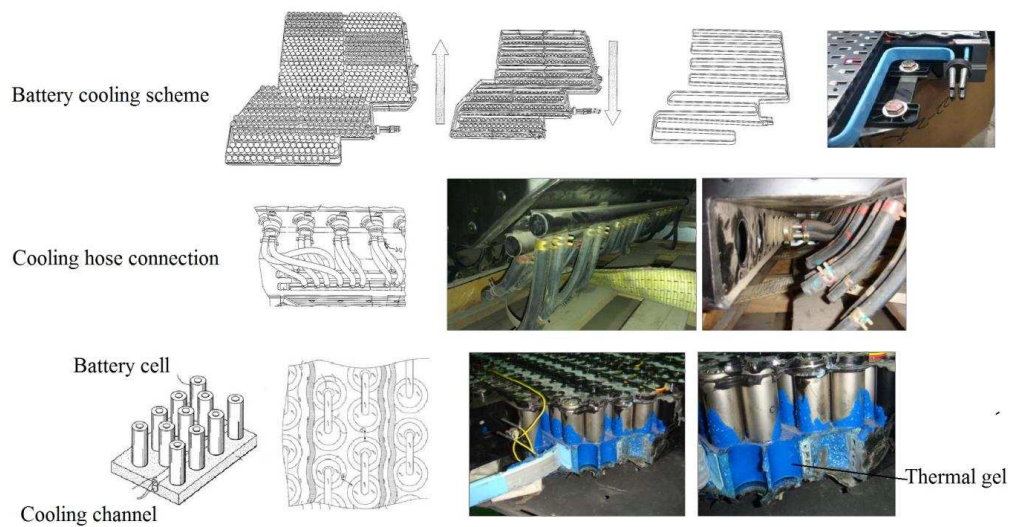 Battery cooling scheme
Cooling hose connection
Battery cell
Thermal gel
Cooling channel